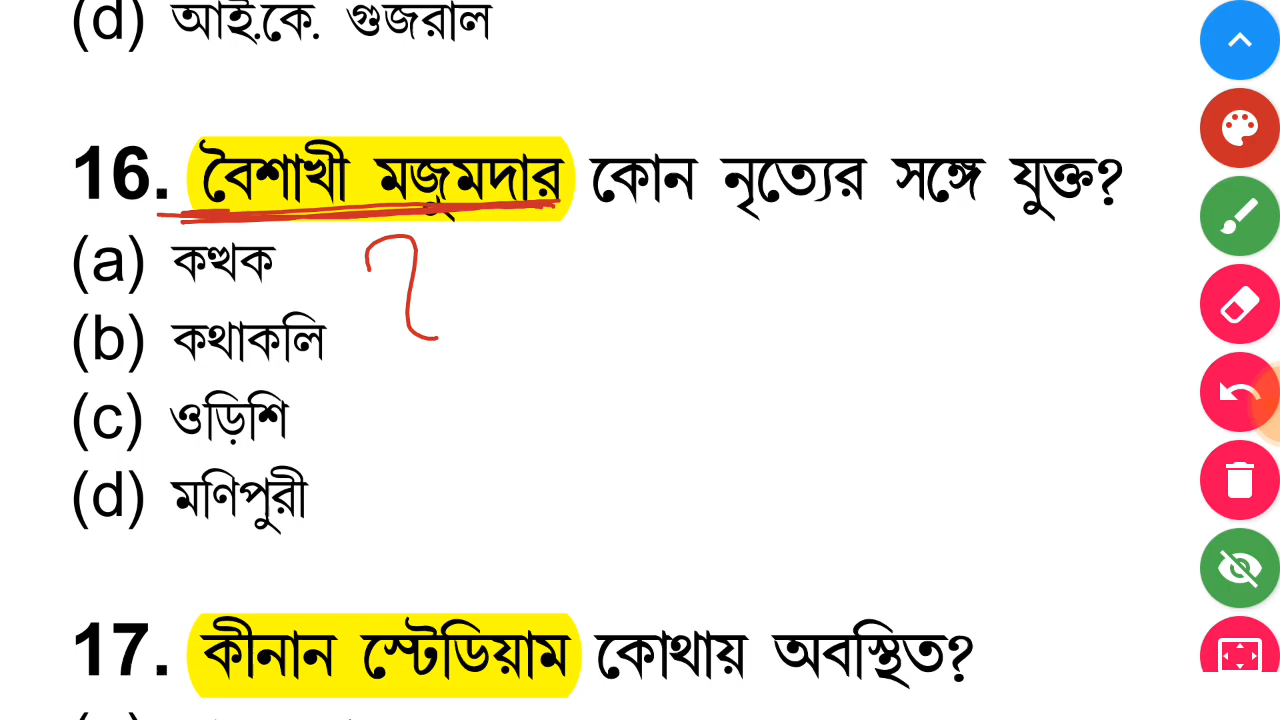 (d) আই.কে. গুজরাল
16. বৈশাখী মজুমদার কোন নৃত্যের সঙ্গে যুক্ত?
(a) কত্থক
(b) কথাকলি
(c) ওড়িশি
(d) মণিপুরী
17. কীনান স্টেডিয়াম কোথায় অবস্থিত?